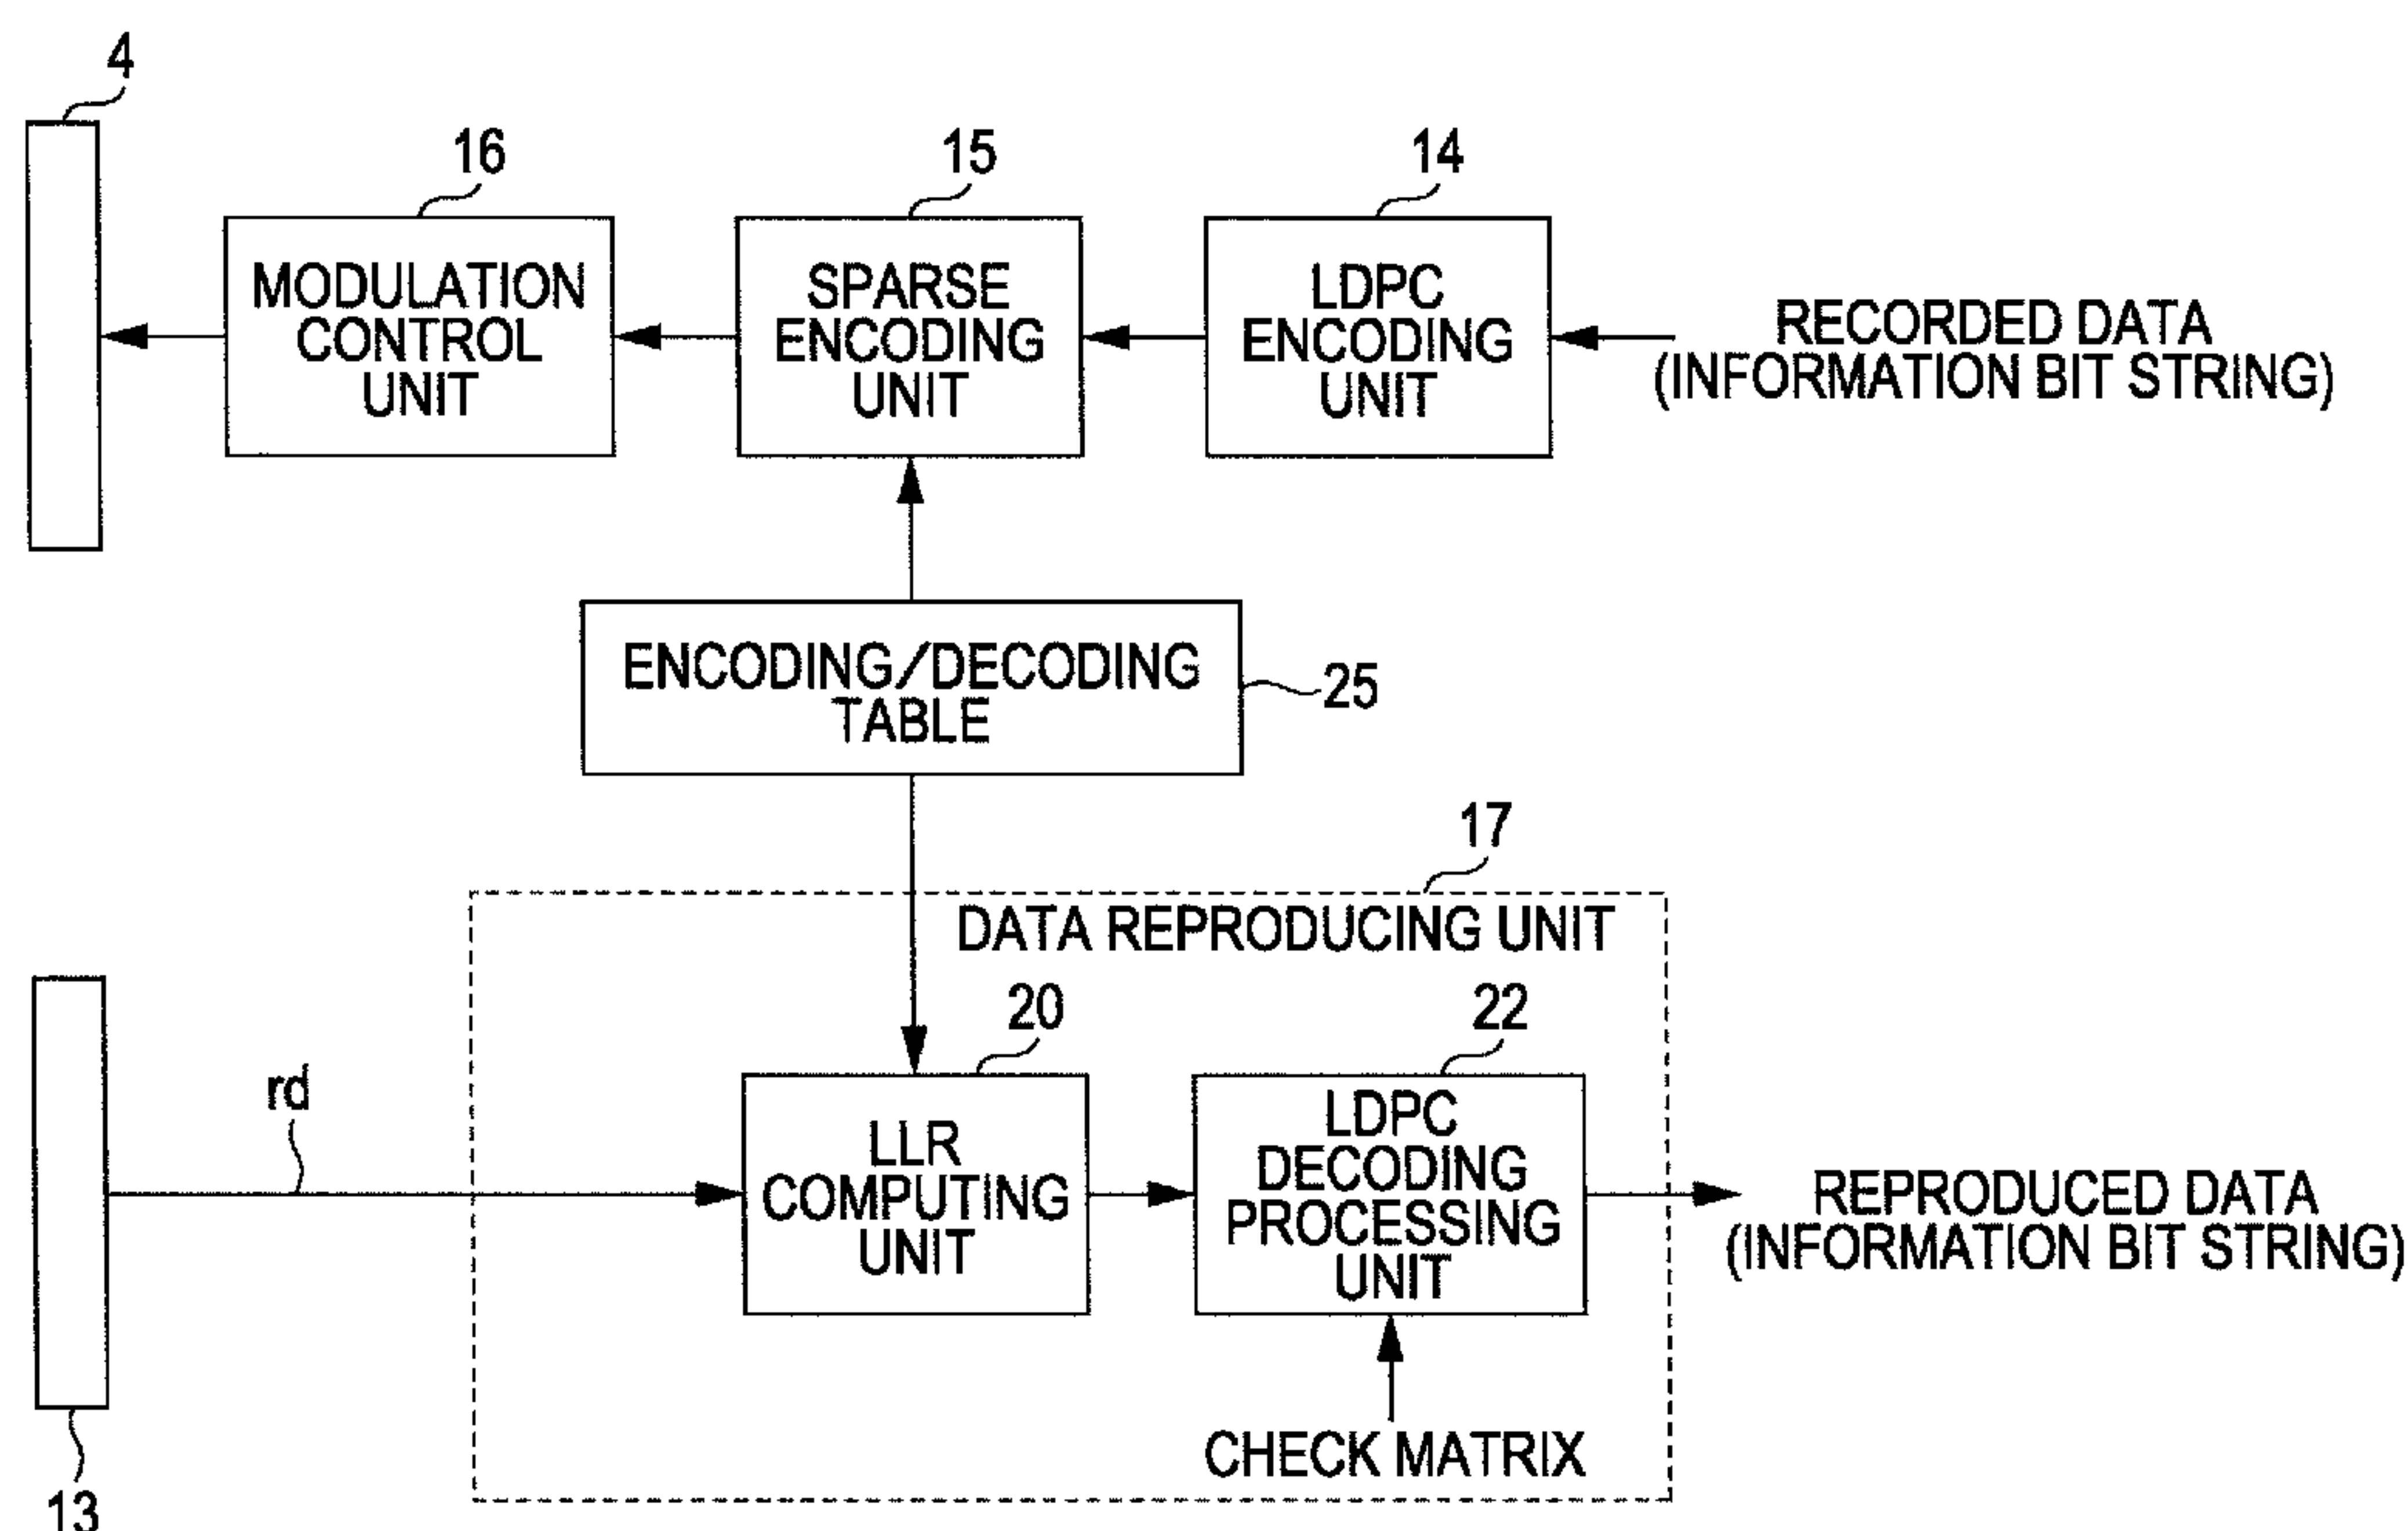 4
16
15
14
MODULATION
CONTROL
UNIT
SPARSE
ENCODING
UNIT
LDPC
ENCODING
UNIT
RECORDED DATA
(INFORMATION BIT STRING)
ENCODING/DECODING
TABLE
25
17
DATA REPRODUCING UNIT
20
22
rd
LLR
COMPUTING
UNIT
LDPC
DECODING
PROCESSING
UNIT
REPRODUCED DATA
(INFORMATION BIT STRING)
CHECK MATRIX
13